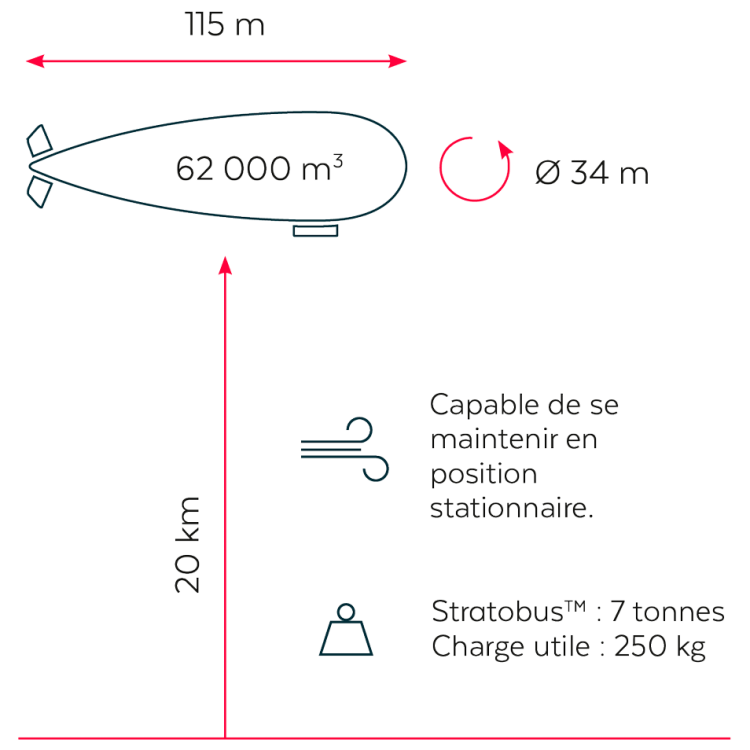 115 m
62 000 m³
Ø 34 m
Capable de se
maintenir en
position
stationnaire.
20 km
Stratobus™ : 7 tonnes
Charge utile : 250 kg